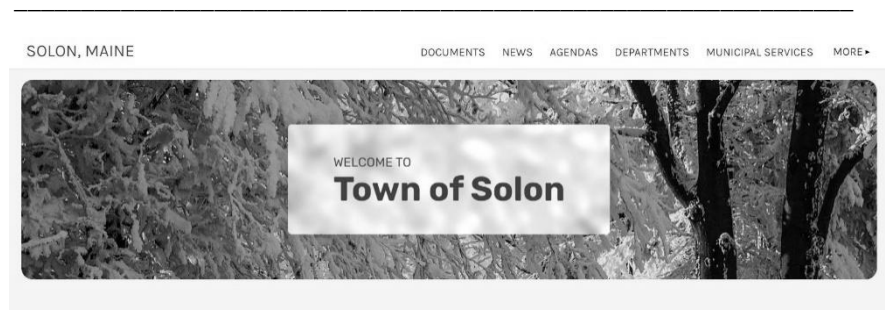 SOLON, MAINE
DOCUMENTS NEWS AGENDAS DEPARTMENTS MUNICIPAL SERVICES MORE ▸
WELCOME TO
Town of Solon